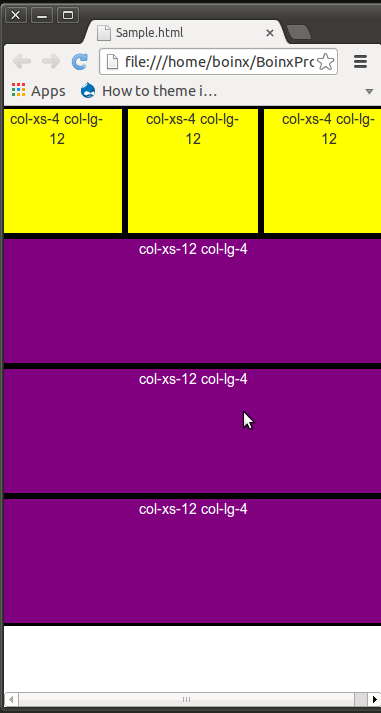 Sample.html
file:///home/boinx/BoinxPro
Apps
How to theme i...
col-xs-4 col-lg-
12
col-xs-4 col-lg-
12
col-xs-4 col-lg-
12
col-xs-12 col-lg-4
col-xs-12 col-lg-4
col-xs-12 col-lg-4